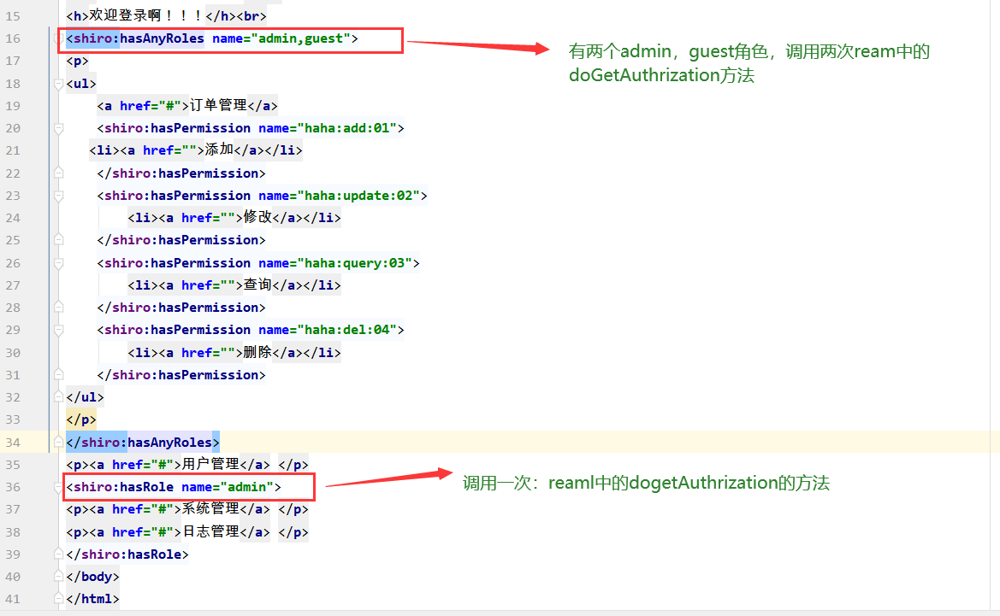 15 <h>欢迎登录啊！！！</h><br>
16 <shiro:hasAnyRoles name="admin,guest">
有两个admin，guest角色，调用两次ream中的
17 <p>
doGetAuthrization方法
18 <ul>
19 <a href="#">订单管理</a>
20 <shiro:hasPermission name="haha:add:01">
21 <li><a href="">添加</a></li>
22 </shiro:hasPermission>
23 <shiro:hasPermission name="haha:update:02">
24 <li><a href="">修改</a></li>
25 </shiro:hasPermission>
26 <shiro:hasPermission name="haha:query:03">
27 <li><a href="">查询</a></li>
28 </shiro:hasPermission>
29 <shiro:hasPermission name="haha:del:04">
30 <li><a href="">删除</a></li>
31 </shiro:hasPermission>
32 </ul>
33 </p>
34 </shiro:hasAnyRoles>
35 <p><a href="#">用户管理</a> </p>
36 <shiro:hasRole name="admin">
调用一次：reaml中的dogetAuthrization的方法
37 <p><a href="#">系统管理</a> </p>
38 <p><a href="#">日志管理</a> </p>
39 </shiro:hasRole>
40 </body>
41 </html>